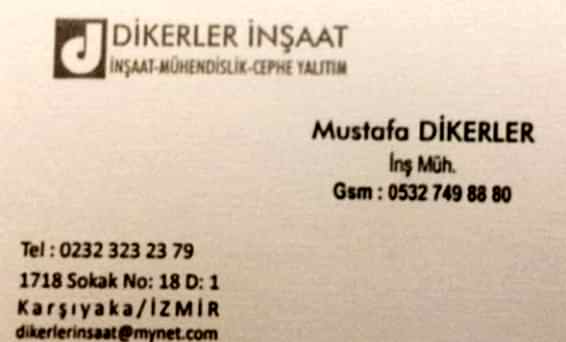 DİKERLER İNŞAAT
İNŞAAT-MÜHENDİSLİK-CEPHE YALITIM
Mustafa DİKERLER
İnş Müh.
Gsm : 0532 749 88 80
Tel : 0232 323 23 79
1718 Sokak No: 18 D: 1
Karşıyaka/İZMİR
dikerlerinsaat@mynet.com